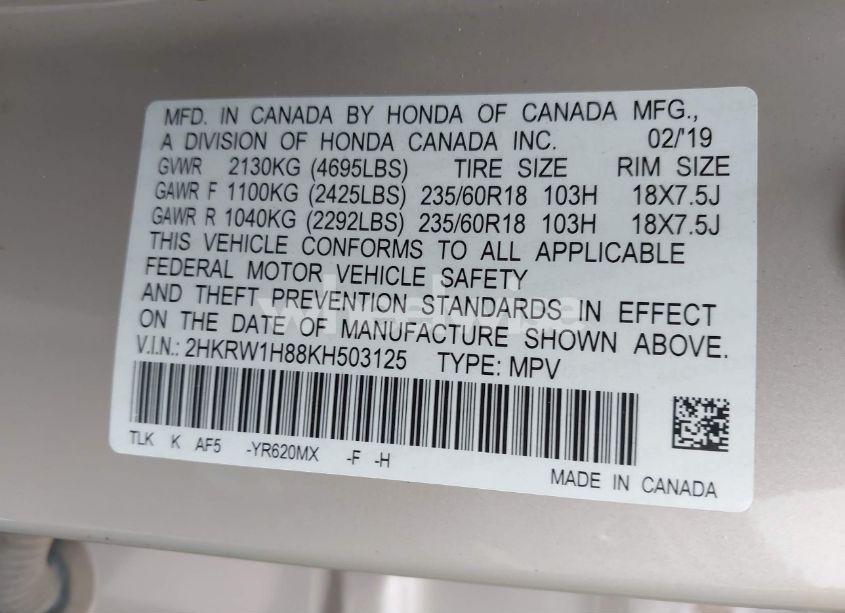 MFD. IN CANADA BY HONDA OF CANADA MFG.,
A DIVISION OF HONDA CANADA INC. 02/'19
GVWR 2130KG (4695LBS) TIRE SIZE RIM SIZE
GAWR F 1100KG (2425LBS) 235/60R18 103H 18X7.5J
GAWR R 1040KG (2292LBS) 235/60R18 103H 18X7.5J
THIS VEHICLE CONFORMS TO ALL APPLICABLE
FEDERAL MOTOR VEHICLE SAFETY
AND THEFT PREVENTION STANDARDS IN EFFECT
ON THE DATE OF MANUFACTURE SHOWN ABOVE.
V.I.N.: 2HKRW1H88KH503125 TYPE: MPV
TLK K AF5 -YR620MX -F -H
MADE IN CANADA